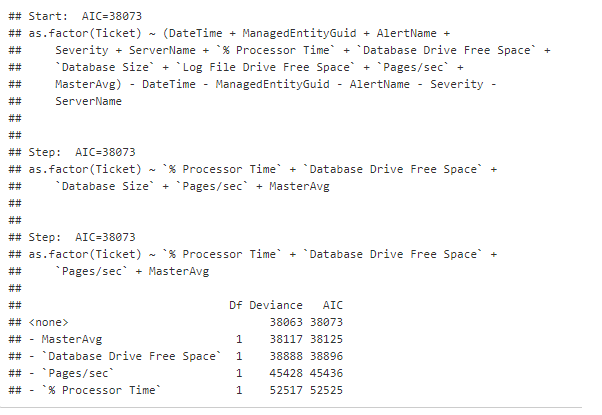 ## Start:  AIC=38073
## as.factor(Ticket) ~ (DateTime + ManagedEntityGuid + AlertName +
##     Severity + ServerName + `% Processor Time` + `Database Drive Free Space` +
##     `Database Size` + `Log File Drive Free Space` + `Pages/sec` +
##     MasterAvg) - DateTime - ManagedEntityGuid - AlertName - Severity -
##     ServerName
##
##
## Step:  AIC=38073
## as.factor(Ticket) ~ `% Processor Time` + `Database Drive Free Space` +
##     `Database Size` + `Pages/sec` + MasterAvg
##
##
## Step:  AIC=38073
## as.factor(Ticket) ~ `% Processor Time` + `Database Drive Free Space` +
##     `Pages/sec` + MasterAvg
##
##                               Df Deviance   AIC
## <none>                              38063 38073
## - MasterAvg                    1    38117 38125
## - `Database Drive Free Space`  1    38888 38896
## - `Pages/sec`                  1    45428 45436
## - `% Processor Time`           1    52517 52525